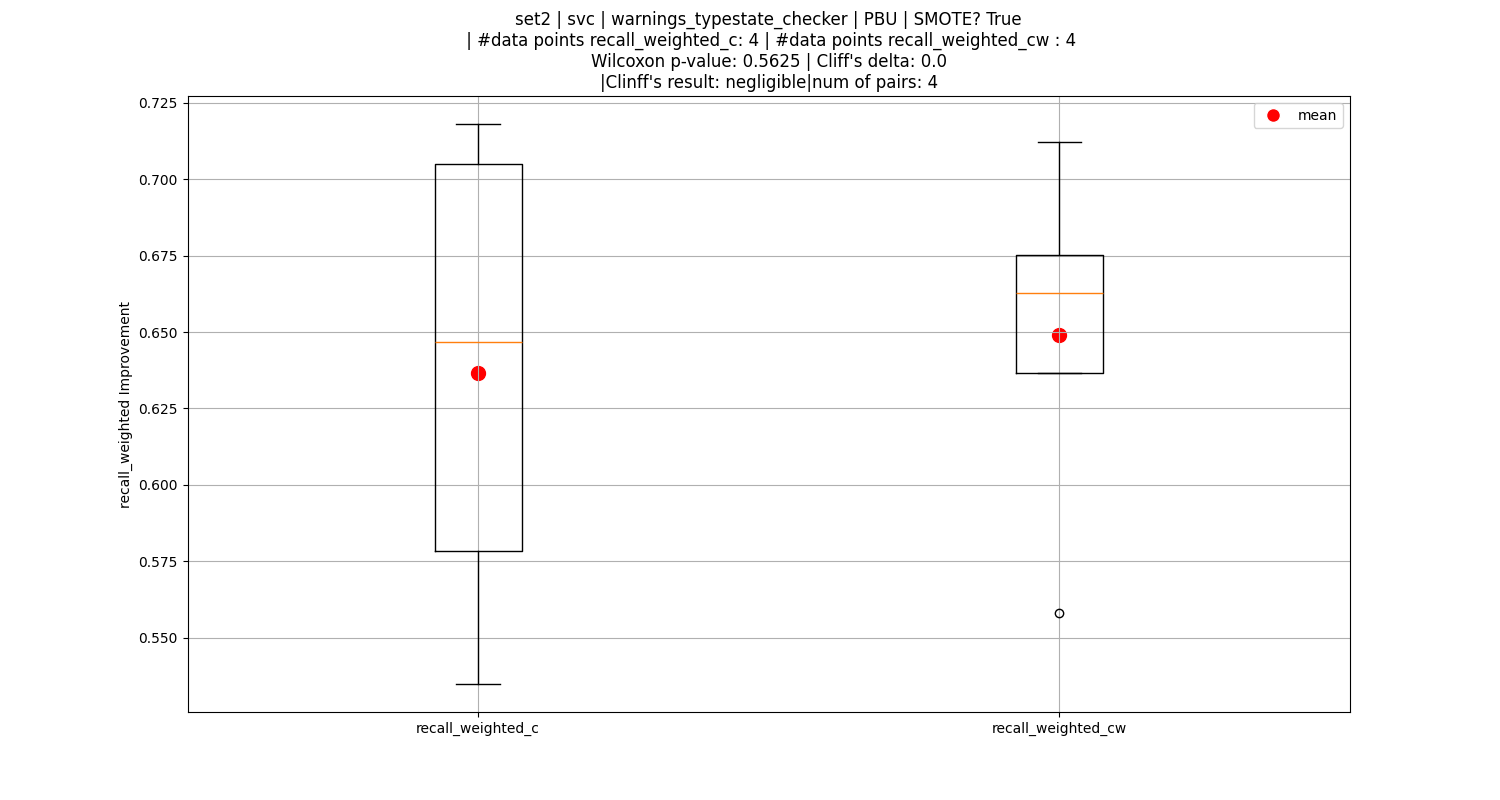 set2 | svc | warnings_typestate_checker | PBU | SMOTE? True
| #data points recall_weighted_c: 4 | #data points recall_weighted_cw : 4
Wilcoxon p-value: 0.5625 | Cliff's delta: 0.0
|Clinff's result: negligible|num of pairs: 4
mean
recall_weighted Improvement
0.725
0.700
0.675
0.650
0.625
0.600
0.575
0.550
recall_weighted_c
recall_weighted_cw